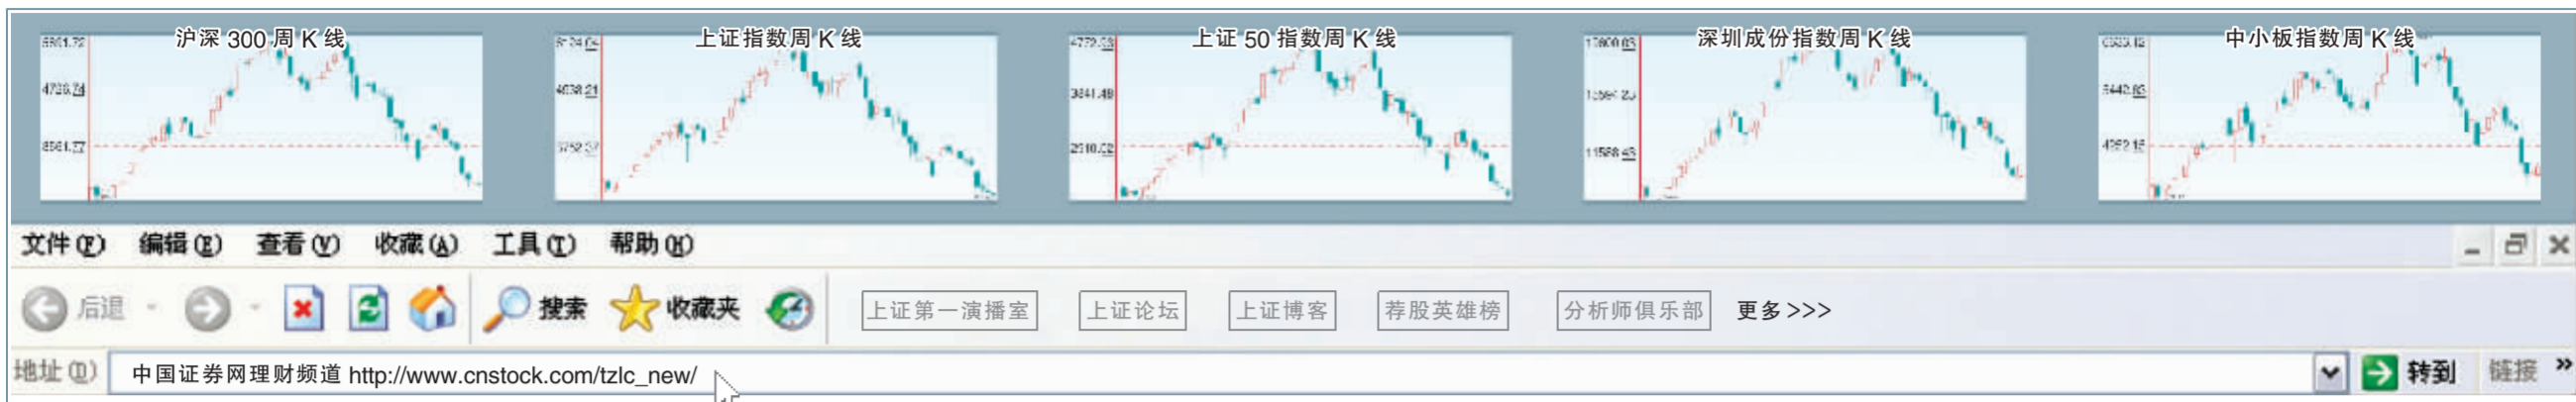 沪深 300 周 K 线
上证指数周 K 线
上证 50 指数周 K 线
深圳成份指数周 K 线
中小板指数周 K 线
文件(F) 编辑(E) 查看(V) 收藏(A) 工具(T) 帮助(H)
后退 搜索 收藏夹 上证第一演播室 上证论坛 上证博客 荐股英雄榜 分析师俱乐部 更多>>>
地址(D) 中国证券网理财频道 http://www.cnstock.com/tzlc_new/ 转到 链接 »